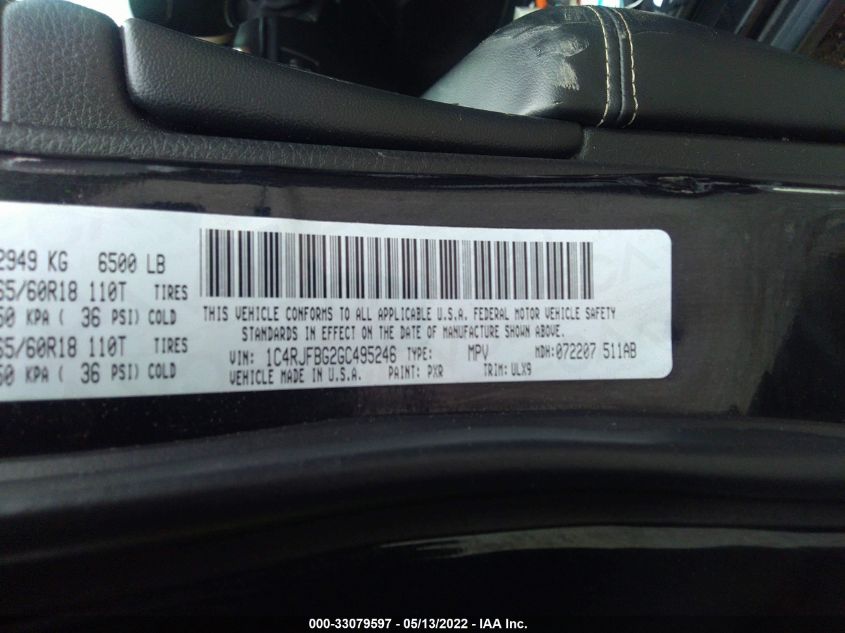 2949 KG 6500 LB
65/60R18 110T TIRES
50 KPA ( 36 PSI) COLD
65/60R18 110T TIRES
50 KPA ( 36 PSI) COLD
THIS VEHICLE CONFORMS TO ALL APPLICABLE U.S.A. FEDERAL MOTOR VEHICLE SAFETY
STANDARDS IN EFFECT ON THE DATE OF MANUFACTURE SHOWN ABOVE.
VIN: 1C4RJFBG2GC495246 TYPE: MPV MDH:072207 511AB
VEHICLE MADE IN U.S.A. PAINT: PXR TRIM:ULX9
000-33079597 - 05/13/2022 - IAA Inc.